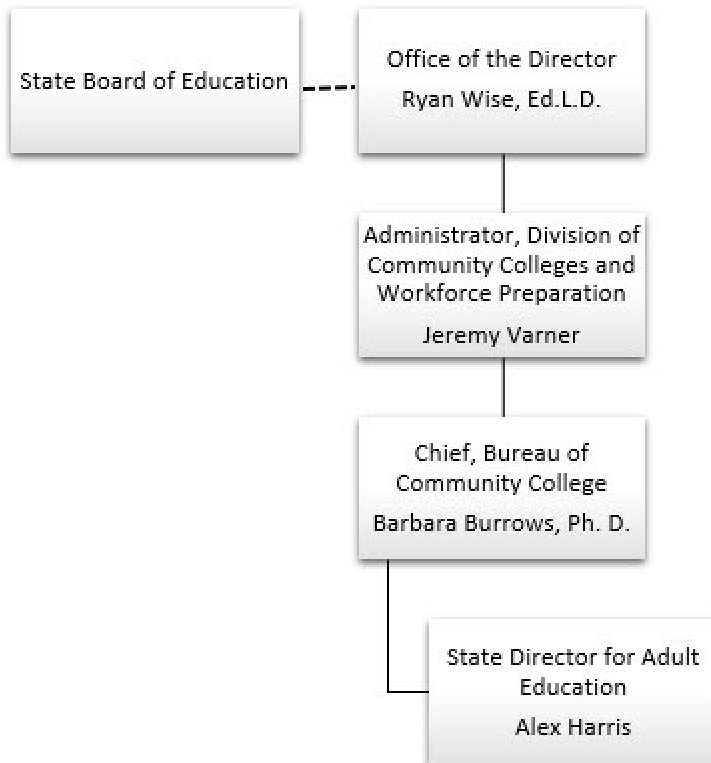 State Board of Education
Office of the Director
Ryan Wise, Ed.L.D.
Administrator, Division of
Community Colleges and
Workforce Preparation
Jeremy Varner
Chief, Bureau of
Community College
Barbara Burrows, Ph. D.
State Director for Adult
Education
Alex Harris